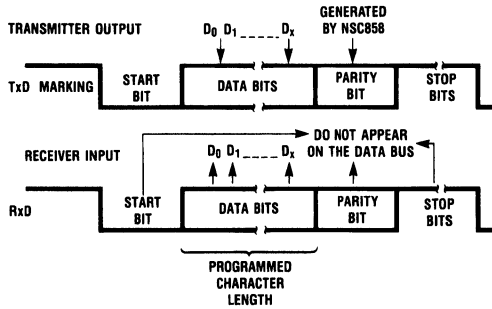 TRANSMITTER OUTPUT
D0 D1 _ _ _ _ _ Dx
GENERATED
BY NSC858
TxD MARKING
START
BIT
DATA BITS
PARITY
BIT
STOP
BITS
RECEIVER INPUT
D0 D1 _ _ _ _ _ Dx
DO NOT APPEAR
ON THE DATA BUS
RxD
START
BIT
DATA BITS
PARITY
BIT
STOP
BITS
PROGRAMMED
CHARACTER
LENGTH